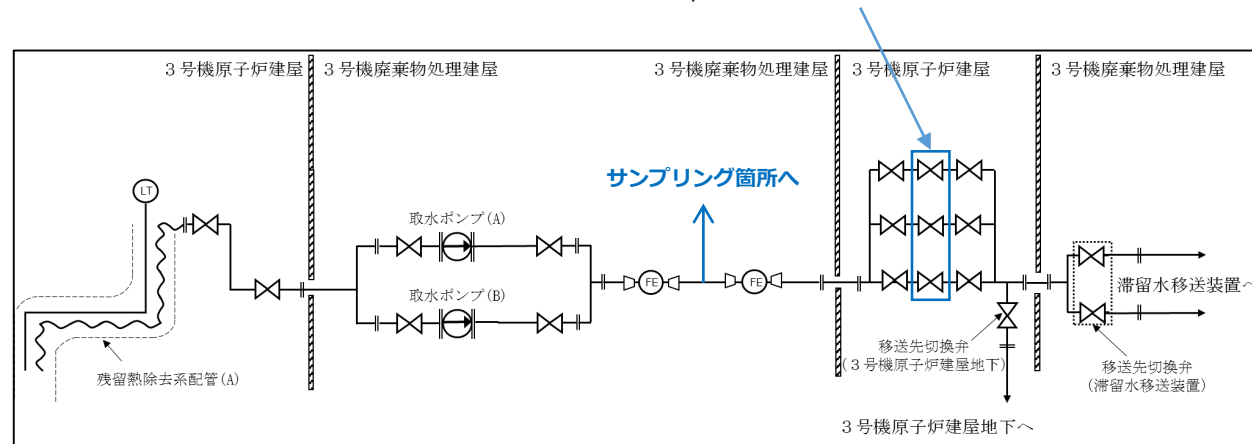 3号機原子炉建屋
3号機廃棄物処理建屋
3号機廃棄物処理建屋
3号機原子炉建屋
3号機廃棄物処理建屋
LT
サンプリング箇所へ
取水ポンプ(A)
FE
FE
取水ポンプ(B)
滞留水移送装置へ
移送先切換弁
(3号機原子炉建屋地下)
残留熱除去系配管(A)
移送先切換弁
(滞留水移送装置)
3号機原子炉建屋地下へ